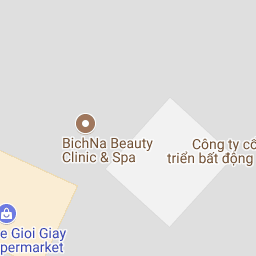 BichNa Beauty
Clinic & Spa
Công ty cổ
triển bất động
e Gioi Giay
permarket